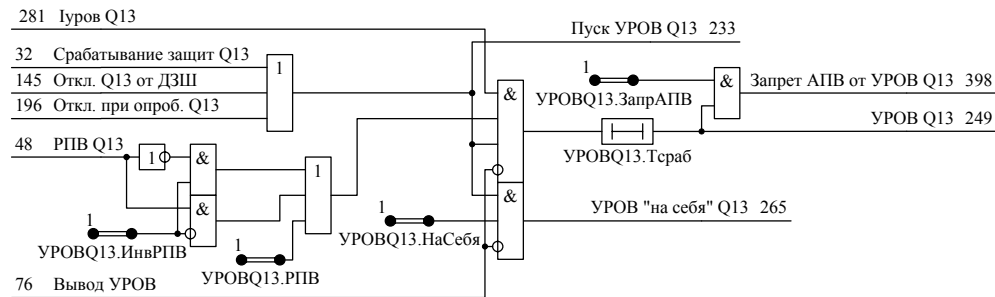 281 Iуров Q13
Пуск УРОВ Q13 233
32 Срабатывание защит Q13
1
1
&
145 Откл. Q13 от ДЗШ
Запрет АПВ от УРОВ Q13 398
&
УРОВQ13.ЗапрАПВ
196 Откл. при опроб. Q13
УРОВ Q13 249
48 РПВ Q13
1
&
1
УРОВQ13.Тсраб
&
&
1
УРОВ "на себя" Q13 265
1
УРОВQ13.НаСебя
1
УРОВQ13.ИнвРПВ
УРОВQ13.РПВ
76 Вывод УРОВ